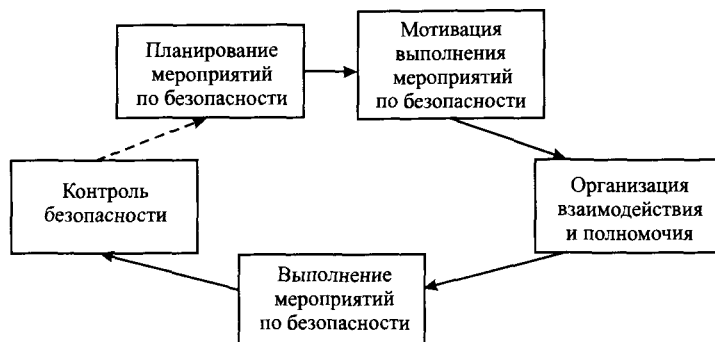 Планирование
мероприятий
по безопасности
Мотивация
выполнения
мероприятий
по безопасности
Организация
взаимодействия
и полномочия
Выполнение
мероприятий
по безопасности
Контроль
безопасности